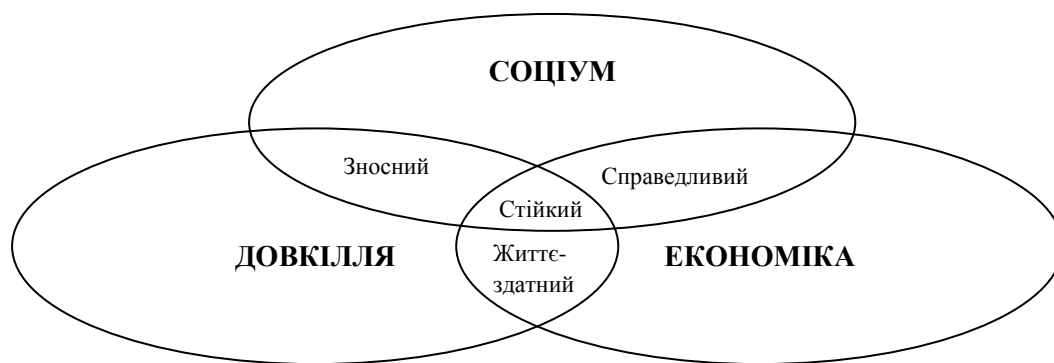 СОЦІУМ
Зносний
Справедливий
Стійкий
ДОВКІЛЛЯ
Життє-
здатний
ЕКОНОМІКА